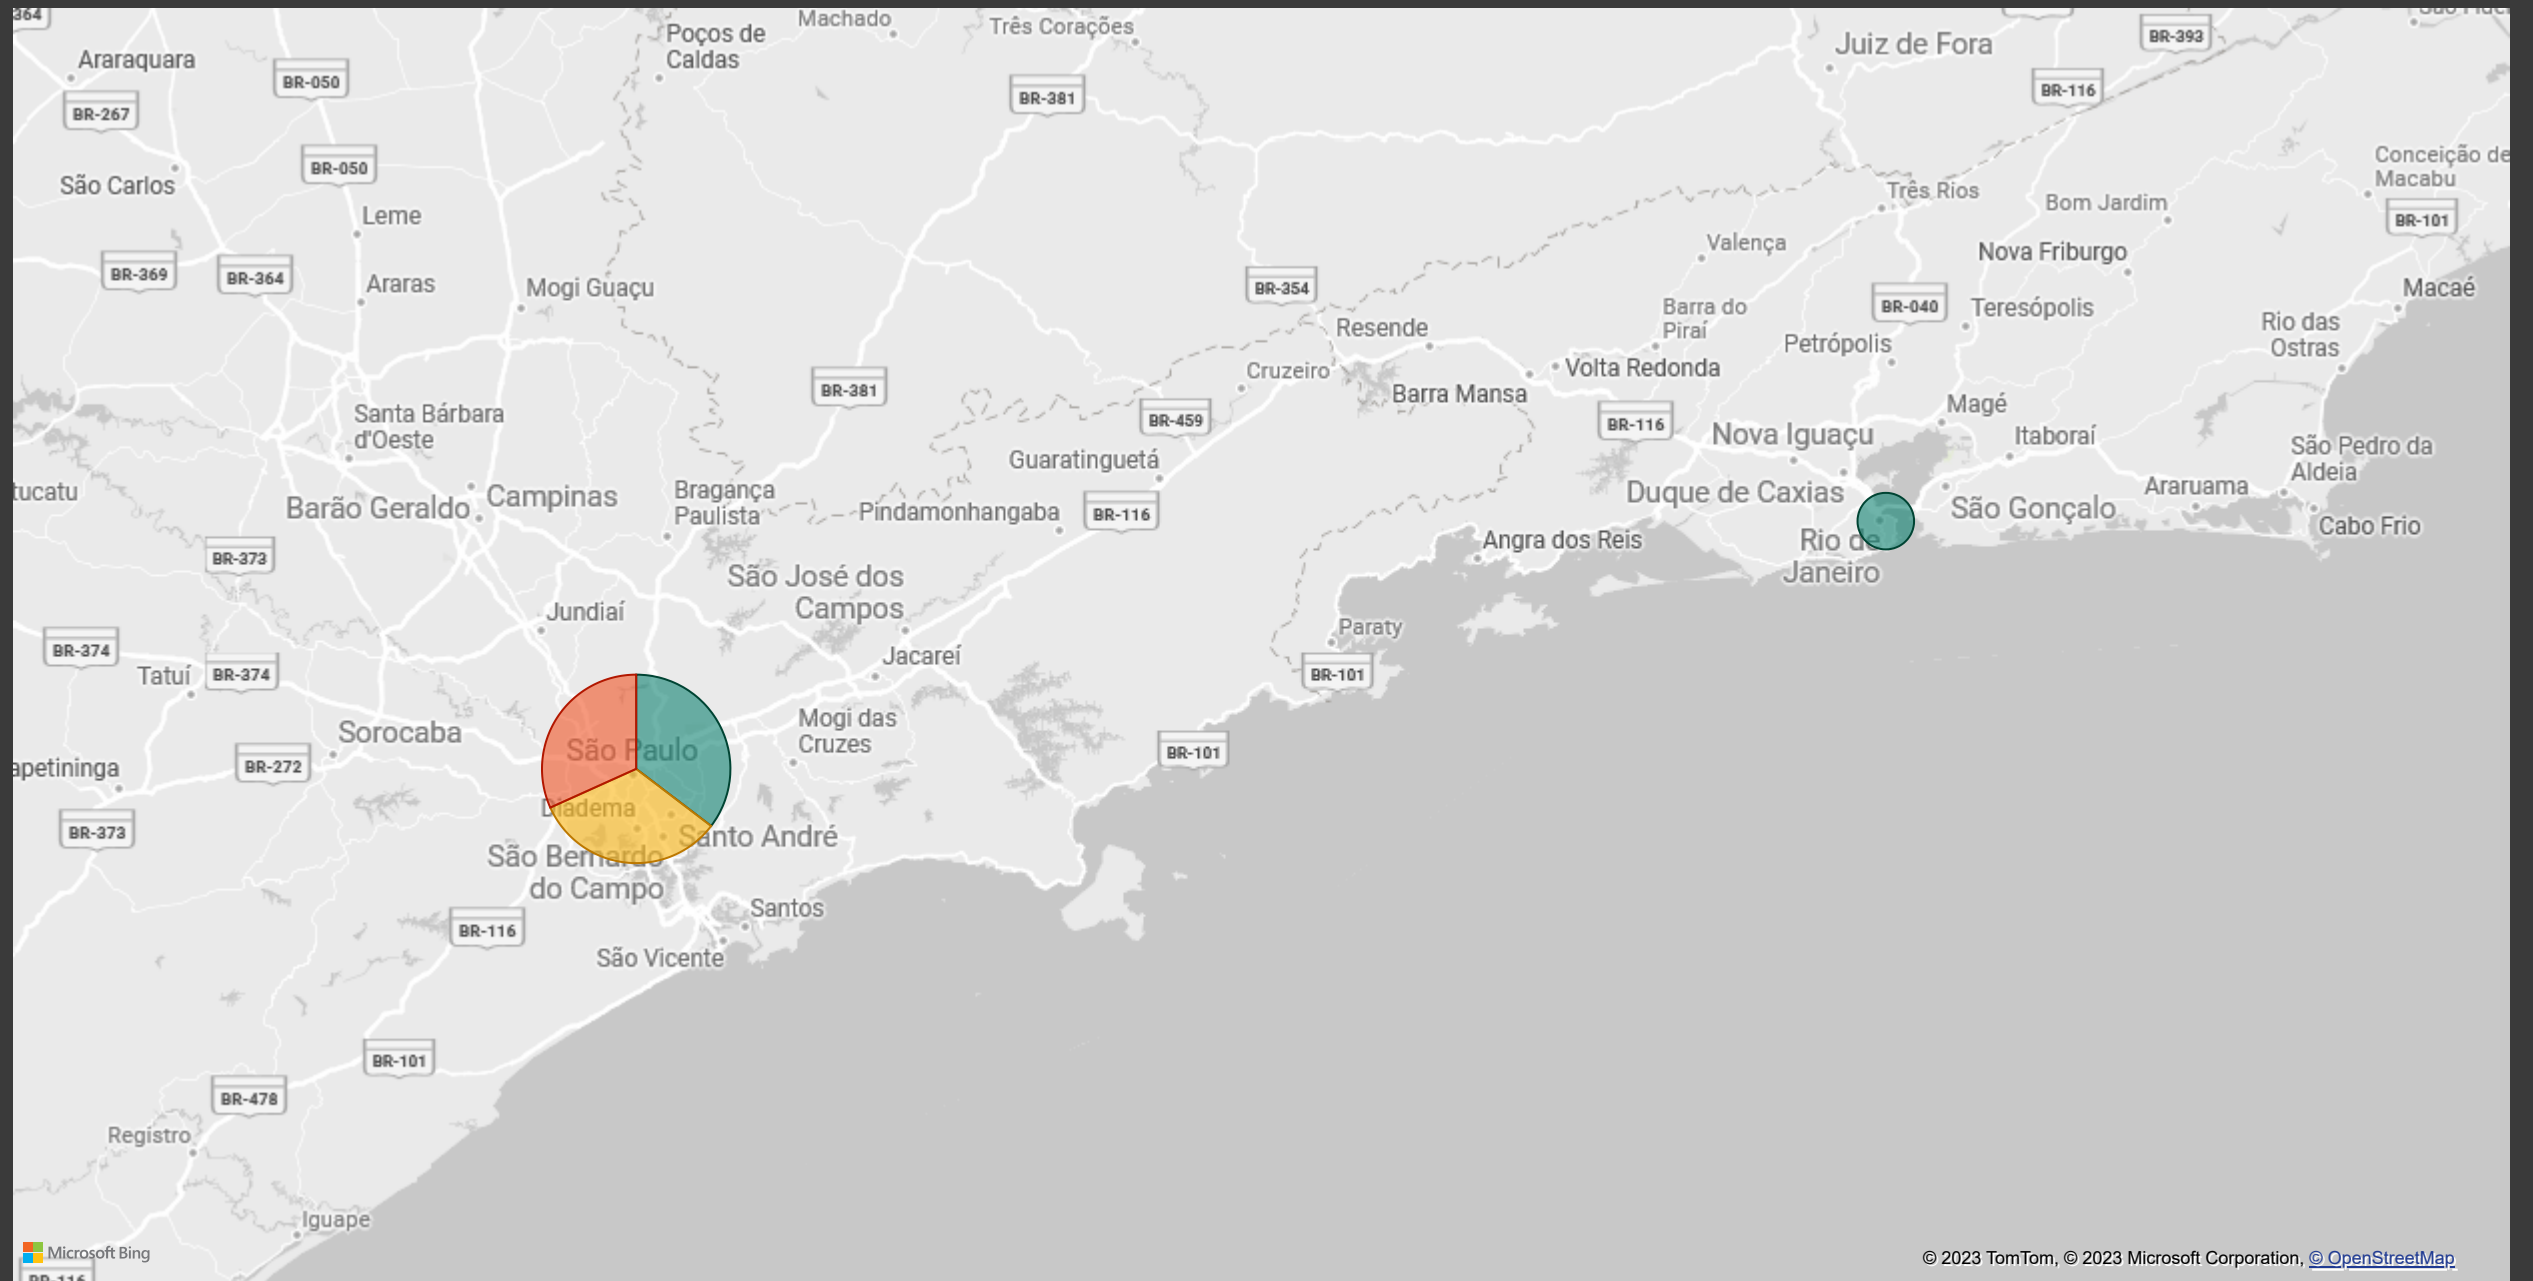 364
Machado
Três Corações
Poços de
Caldas
Juiz de Fora
BR-393
Araraquara
BR-050
BR-381
BR-116
BR-267
São Carlos
BR-050
Conceição de
Macabu
Três Rios
Bom Jardim
BR-101
Leme
Valença
Nova Friburgo
BR-369
BR-364
Araras
Mogi Guaçu
BR-354
Macaé
Barra do
Piraí
BR-040
Teresópolis
Resende
Petrópolis
Rio das
Ostras
Cruzeiro
Volta Redonda
BR-381
Barra Mansa
Santa Bárbara
d'Oeste
BR-459
BR-116
Magé
Nova Iguaçu
Itaboraí
São Pedro da
Aldeia
Guaratinguetá
tucatu
Barão Geraldo
Campinas
Bragança
Paulista
Pindamonhangaba
BR-116
Duque de Caxias
São Gonçalo
Araruama
Cabo Frio
Rio de
Janeiro
Angra dos Reis
BR-373
São José dos
Campos
Jundiaí
Paraty
BR-374
Tatuí
BR-374
Jacareí
BR-101
Sorocaba
Mogi das
Cruzes
São Paulo
BR-101
apetininga
BR-272
Diadema
BR-373
Santo André
São Bernardo
do Campo
Santos
BR-116
São Vicente
BR-101
BR-478
Registro
Iguape
Microsoft Bing
BR-116
© 2023 TomTom, © 2023 Microsoft Corporation, © OpenStreetMap